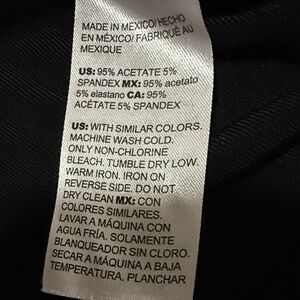 MADE IN MEXICO/ HECHO
EN MÉXICO/ FABRIQUÉ AU
MEXIQUE
US: 95% ACETATE 5%
SPANDEX MX: 95% acetato
5% elastano CA: 95%
ACÉTATE 5% SPANDEX
US: WITH SIMILAR COLORS.
MACHINE WASH COLD.
ONLY NON-CHLORINE
BLEACH. TUMBLE DRY LOW.
WARM IRON. IRON ON
REVERSE SIDE. DO NOT
DRY CLEAN MX: CON
COLORES SIMILARES.
LAVAR A MÁQUINA CON
AGUA FRÍA. SOLAMENTE
BLANQUEADOR SIN CLORO.
SECAR A MÁQUINA A BAJA
TEMPERATURA. PLANCHAR